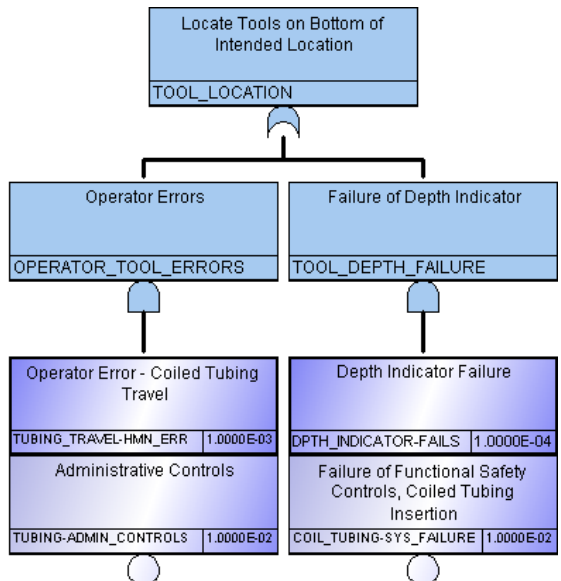 Locate Tools on Bottom of
Intended Location
TOOL_LOCATION
Operator Errors
OPERATOR_TOOL_ERRORS
Failure of Depth Indicator
TOOL_DEPTH_FAILURE
Operator Error - Coiled Tubing
Travel
TUBING_TRAVEL-HMN_ERR 1.0000E-03
Administrative Controls
TUBING-ADMIN_CONTROLS 1.0000E-02
Depth Indicator Failure
DPTH_INDICATOR-FAILS 1.0000E-04
Failure of Functional Safety
Controls, Coiled Tubing
Insertion
COIL_TUBING-SYS_FAILURE 1.0000E-02